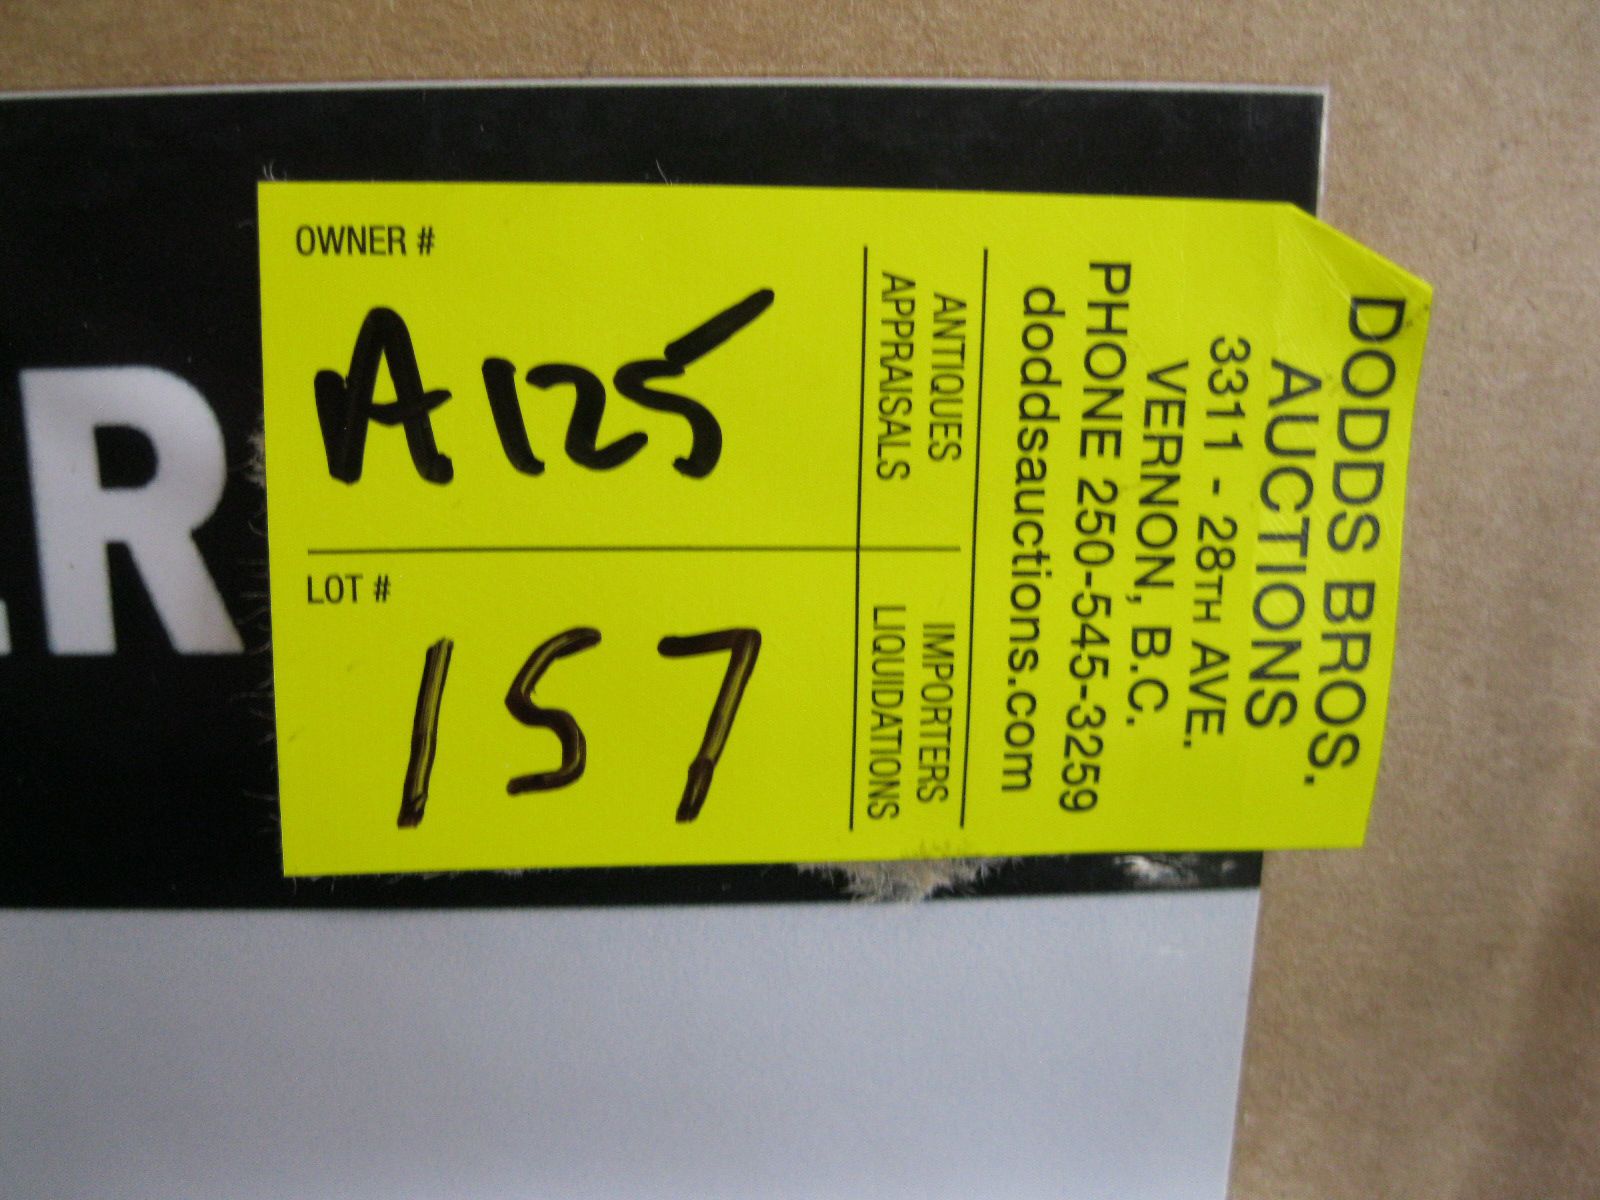 R
OWNER #
A125
LOT #
157
DODDS BROS.
AUCTIONS
3311 - 28TH AVE.
VERNON, B.C.
PHONE 250-545-3259
doddsauctions.com
ANTIQUES IMPORTERS
APPRAISALS LIQUIDATIONS